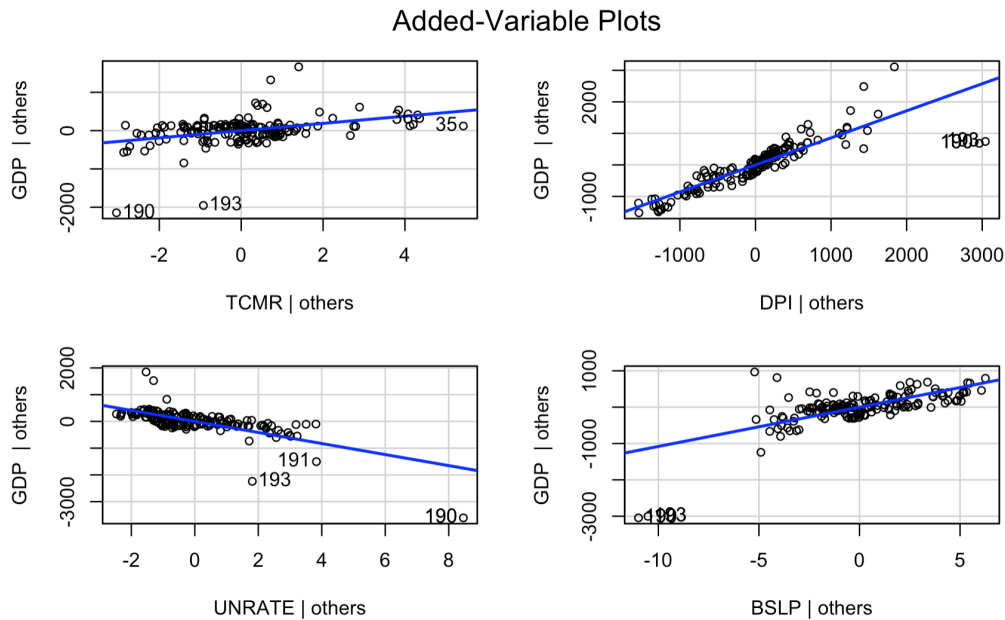 Added-Variable Plots
GDP | others
0
-2000
190
193
35
-2 0 2 4
TCMR | others
GDP | others
2000
-1000
-1000 0 1000 2000 3000
DPI | others
GDP | others
2000
0
-3000
191
193
190
-2 0 2 4 6 8
UNRATE | others
GDP | others
1000
-1000
-3000
-10 -5 0 5
BSLP | others